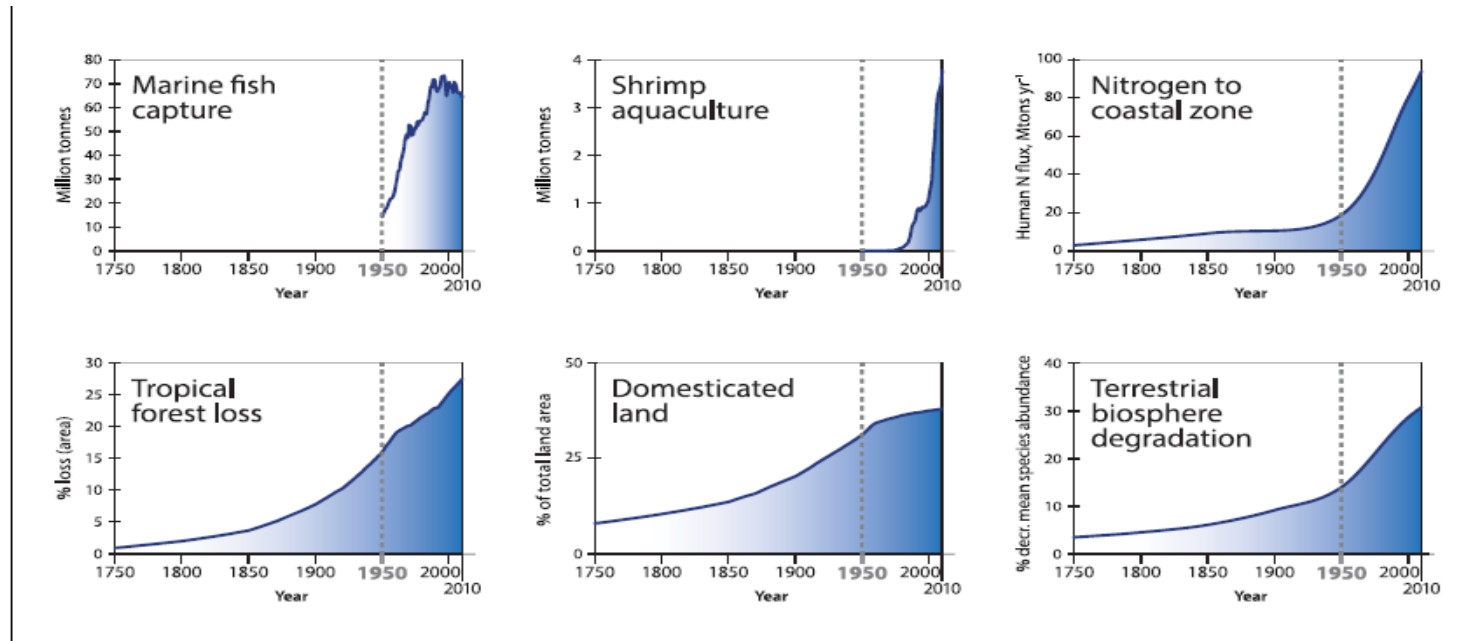 Marine fish
capture
Million tonnes
80
70
60
50
40
30
20
10
0
1750 1800 1850 1900 1950 2000
2010
Year
Shrimp
aquaculture
Million tonnes
4
3
4
2
1
0
1750 1800 1850 1900 1950 2000
2010
Year
Nitrogen to
coastal zone
Human N flux, Mtons yr⁻¹
100
80
60
40
20
0
1750 1800 1850 1900 1950 2000
2010
Year
Tropical
forest loss
% loss (area)
30
25
20
15
10
5
0
1750 1800 1850 1900 1950 2000
2010
Year
Domesticated
land
% of total land area
50
25
0
1750 1800 1850 1900 1950 2000
2010
Year
Terrestrial
biosphere
degradation
% decr. mean species abundance
40
30
20
10
0
1750 1800 1850 1900 1950 2000
2010
Year